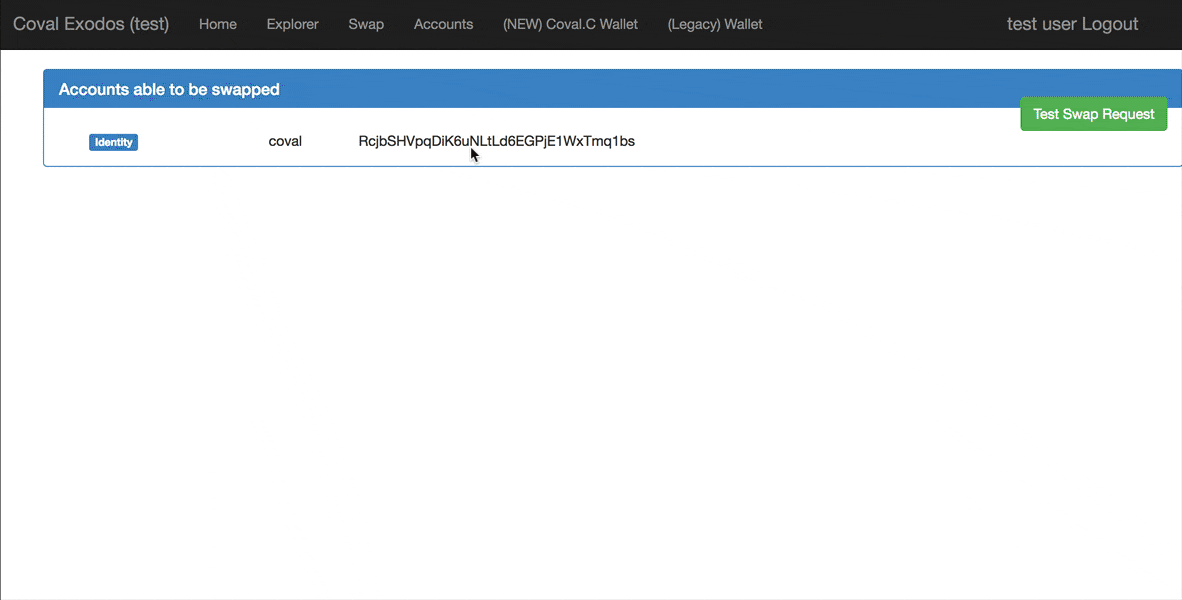 Coval Exodos (test) Home Explorer Swap Accounts (NEW) Coval.C Wallet (Legacy) Wallet test user Logout
Accounts able to be swapped
Test Swap Request
Identity coval RcjbSHVpqDiK6uNLtLd6EGPjE1WxTmq1bs